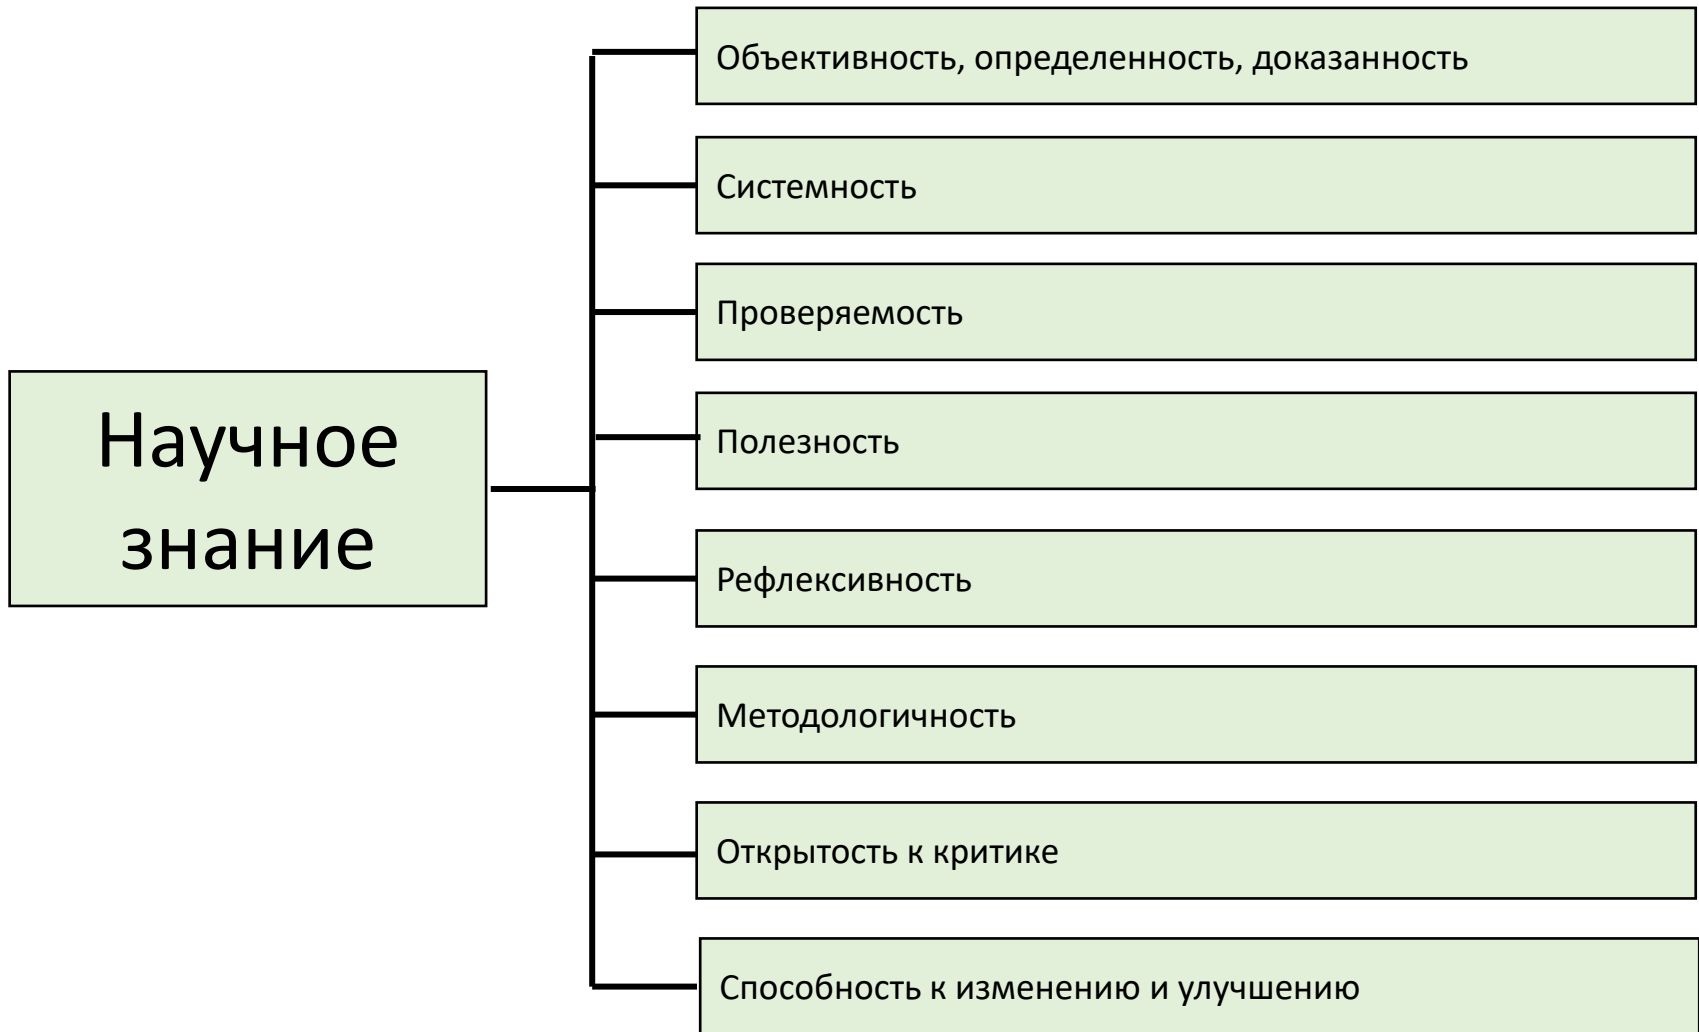 Объективность, определенность, доказанность
Системность
Проверяемость
Полезность
Научное
знание
Рефлексивность
Методологичность
Открытость к критике
Способность к изменению и улучшению